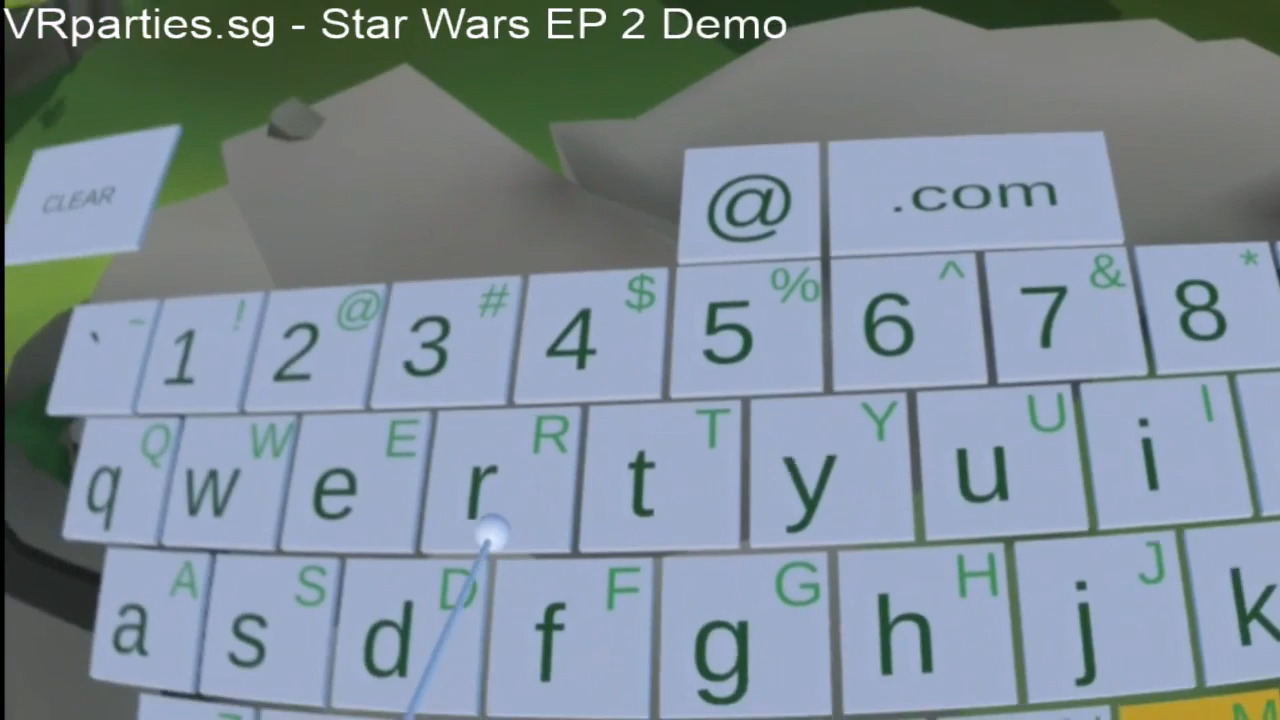 VRparties.sg - Star Wars EP 2 Demo
CLEAR
@ .com
` ~ 1 ! 2 @ 3 # 4 $ 5 % 6 ^ 7 & 8 *
q Q w W e E r R t T y Y u U i I
a A s S d D f F g G h H j J k
M